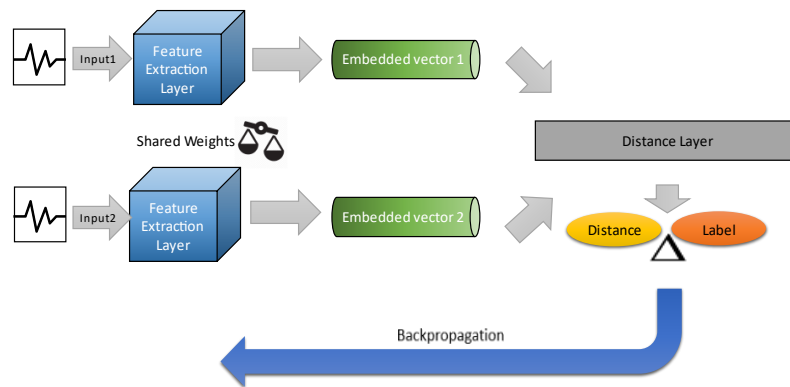 Input1
Feature
Extraction
Layer
Embedded vector 1
Shared Weights
Distance Layer
Input2
Feature
Extraction
Layer
Embedded vector 2
Distance
Label
Backpropagation